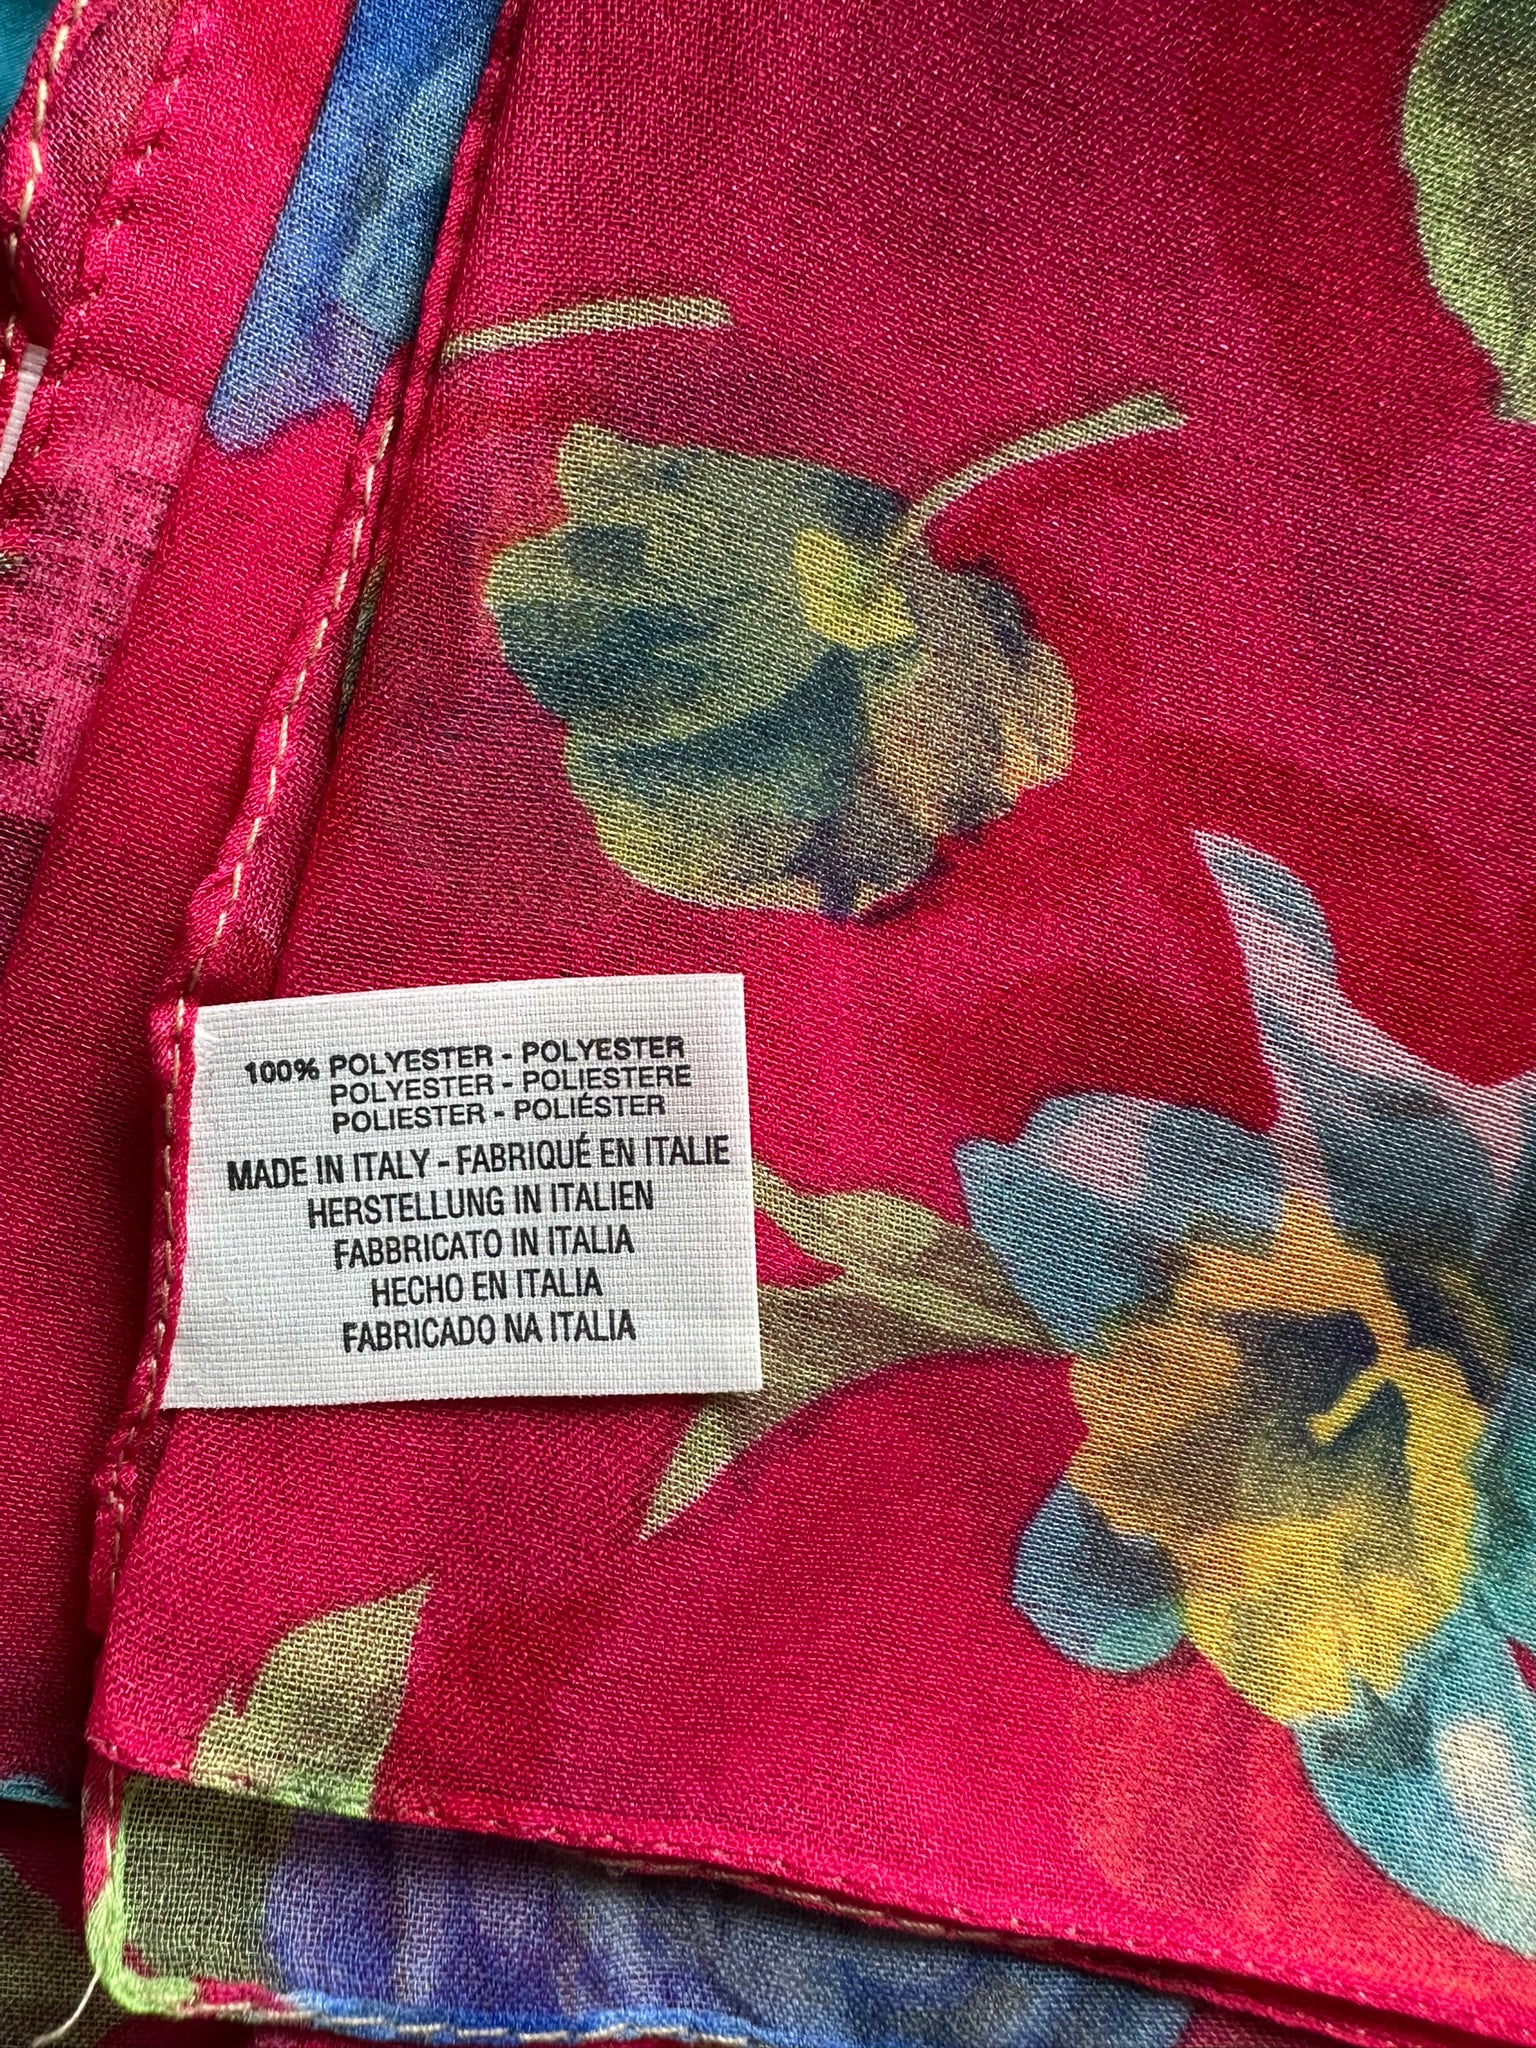 100% POLYESTER - POLYESTER
POLYESTER - POLIESTERE
POLIESTER - POLIÉSTER
MADE IN ITALY - FABRIQUÉ EN ITALIE
HERSTELLUNG IN ITALIEN
FABBRICATO IN ITALIA
HECHO EN ITALIA
FABRICADO NA ITALIA